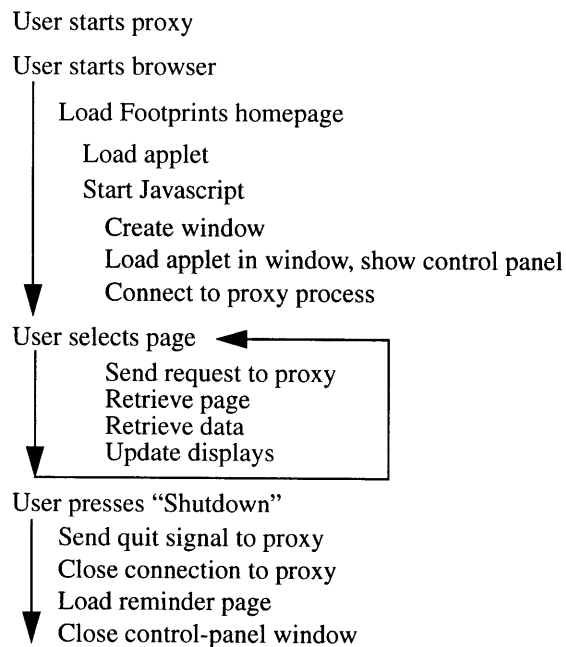 User starts proxy
User starts browser
Load Footprints homepage
Load applet
Start Javascript
Create window
Load applet in window, show control panel
Connect to proxy process
User selects page
Send request to proxy
Retrieve page
Retrieve data
Update displays
User presses “Shutdown”
Send quit signal to proxy
Close connection to proxy
Load reminder page
Close control-panel window